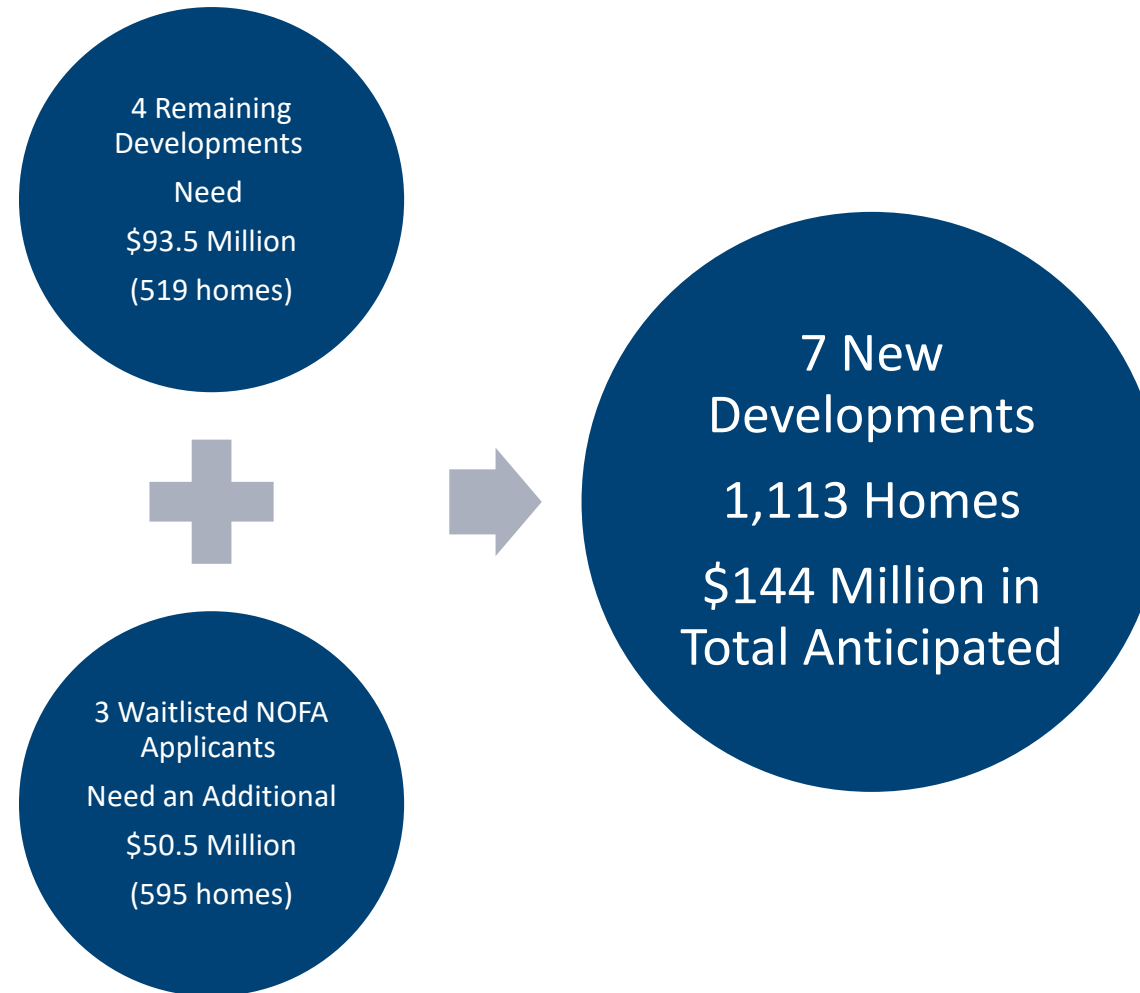 4 Remaining
Developments
Need
$93.5 Million
(519 homes)
3 Waitlisted NOFA
Applicants
Need an Additional
$50.5 Million
(595 homes)
7 New
Developments
1,113 Homes
$144 Million in
Total Anticipated